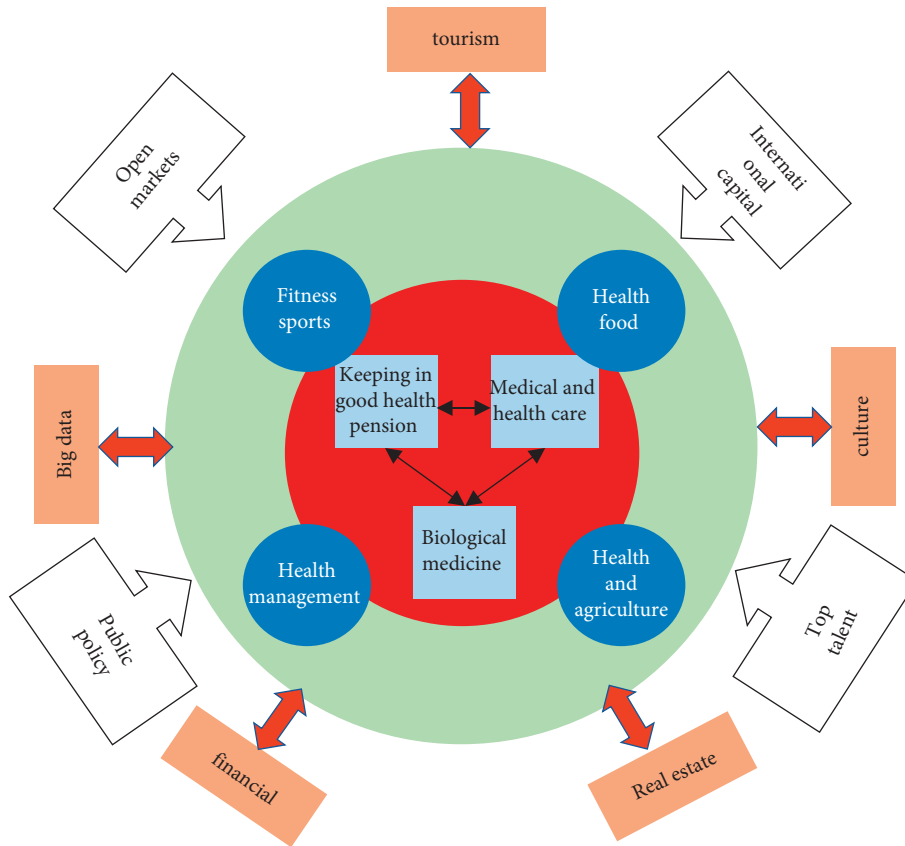 tourism
Open
markets
Internati
onal
capital
Fitness
sports
Health
food
Keeping in
good health
pension
Medical and
health care
Big data
culture
Biological
medicine
Health
management
Health
and
agriculture
Public
policy
Top
talent
financial
Real estate